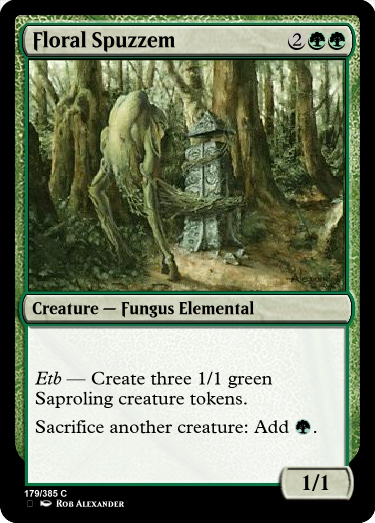 Floral Spuzzem 2
Creature — Fungus Elemental
Etb — Create three 1/1 green
Saproling creature tokens.
Sacrifice another creature: Add .
1/1
179/385 C
Rob Alexander